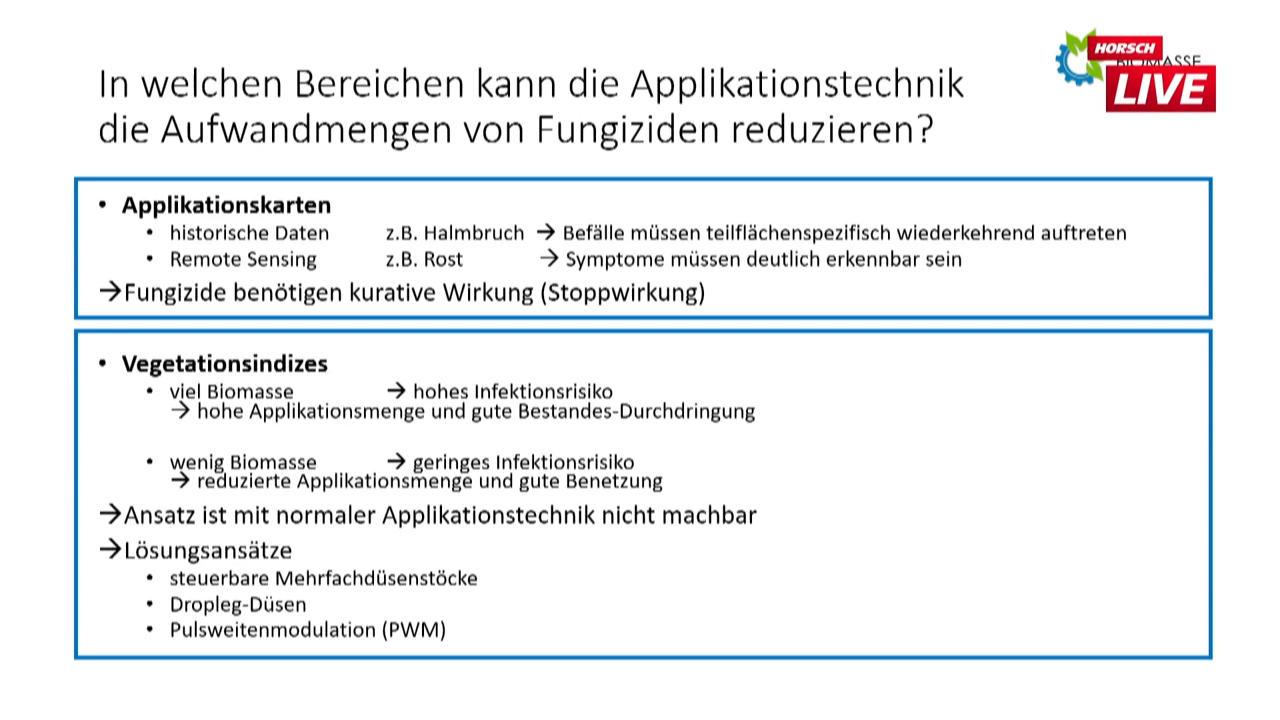 In welchen Bereichen kann die Applikationstechnik
die Aufwandmengen von Fungiziden reduzieren?
HORSCH
LIVE
• Applikationskarten
• historische Daten z.B. Halmbruch → Befälle müssen teilflächenspezifisch wiederkehrend auftreten
• Remote Sensing z.B. Rost → Symptome müssen deutlich erkennbar sein
→Fungizide benötigen kurative Wirkung (Stoppwirkung)
• Vegetationsindizes
• viel Biomasse → hohes Infektionsrisiko
→ hohe Applikationsmenge und gute Bestandes-Durchdringung
• wenig Biomasse → geringes Infektionsrisiko
→ reduzierte Applikationsmenge und gute Benetzung
→Ansatz ist mit normaler Applikationstechnik nicht machbar
→Lösungsansätze
• steuerbare Mehrfachdüsenstöcke
• Dropleg-Düsen
• Pulsweitenmodulation (PWM)